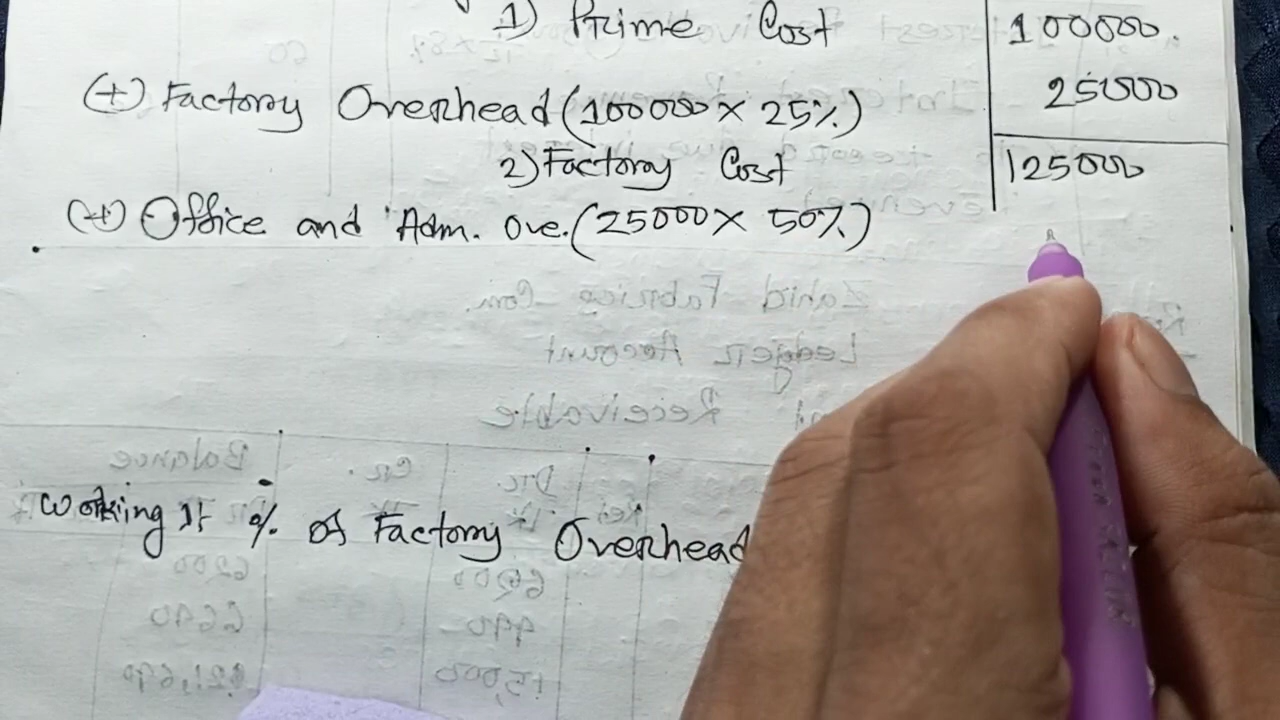 1) Prime Cost 100000.
(+) Factory Overhead (100000 × 25%) 25000
2) Factory Cost 125000
(+) Office and Adm. Ove. (25000 × 50%)
Working 1: % of Factory Overhead